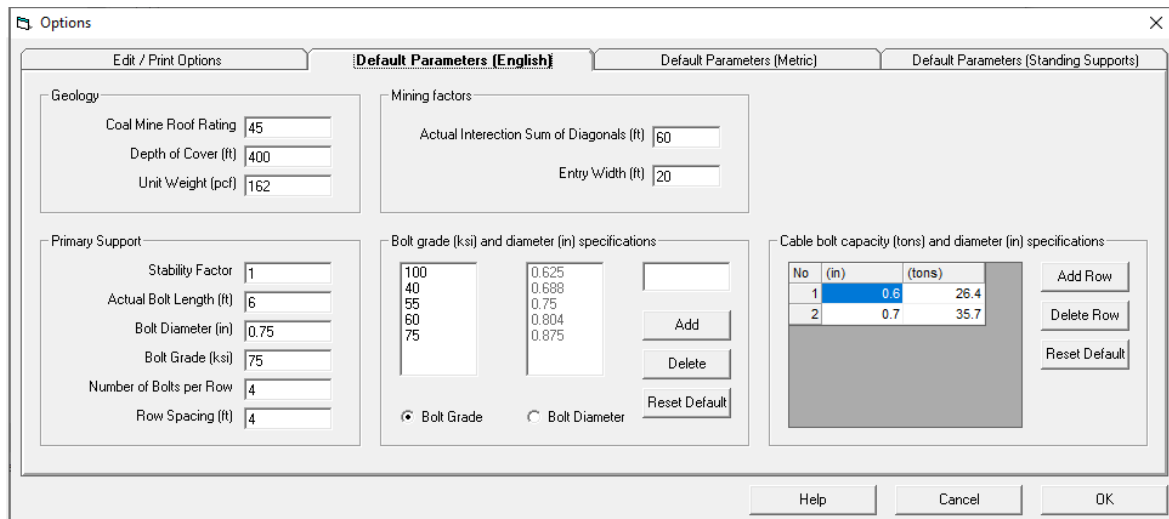 Options
Edit / Print Options
Default Parameters (English)
Default Parameters (Metric)
Default Parameters (Standing Supports)
Geology
Coal Mine Roof Rating 45
Depth of Cover (ft) 400
Unit Weight (pcf) 162
Mining factors
Actual Interection Sum of Diagonals (ft) 60
Entry Width (ft) 20
Primary Support
Stability Factor 1
Actual Bolt Length (ft) 6
Bolt Diameter (in) 0.75
Bolt Grade (ksi) 75
Number of Bolts per Row 4
Row Spacing (ft) 4
Bolt grade (ksi) and diameter (in) specifications
100 0.625
40 0.688
55 0.75
60 0.804
75 0.875
Add
Delete
Reset Default
Bolt Grade
Bolt Diameter
Cable bolt capacity (tons) and diameter (in) specifications
No (in) (tons)
1 0.6 26.4
2 0.7 35.7
Add Row
Delete Row
Reset Default
Help
Cancel
OK